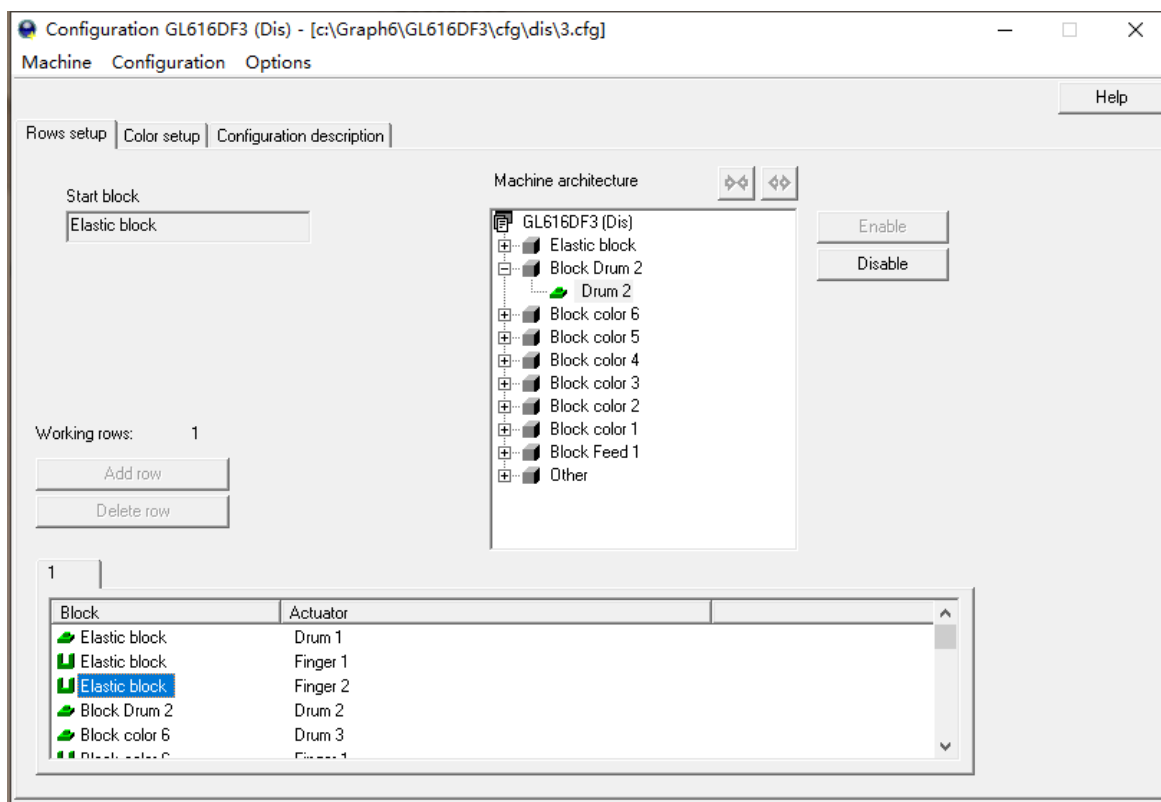 Configuration GL616DF3 (Dis) - [c:\Graph6\GL616DF3\cfg\dis\3.cfg]
Machine Configuration Options
Help
Rows setup Color setup Configuration description
Start block
Elastic block
Machine architecture
GL616DF3 (Dis)
Elastic block
Block Drum 2
Drum 2
Block color 6
Block color 5
Block color 4
Block color 3
Block color 2
Block color 1
Block Feed 1
Other
Enable
Disable
Working rows: 1
Add row
Delete row
1
Block Actuator
Elastic block Drum 1
Elastic block Finger 1
Elastic block Finger 2
Block Drum 2 Drum 2
Block color 6 Drum 3